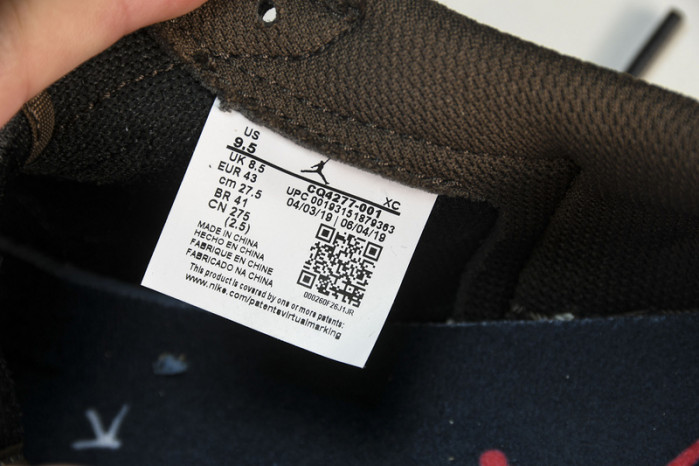 US
9.5
UK 8.5
EUR 43
cm 27.5
BR 41
CN 275
(2.5)
CQ4277-001 XC
UPC 00193151879363
04/03/19 | 06/04/19
MADE IN CHINA
HECHO EN CHINA
FABRIQUE EN CHINE
FABRICADO NA CHINA
000260F26J1JR
This product is covered by one or more patents:
www.nike.com/patentsvirtualmarking